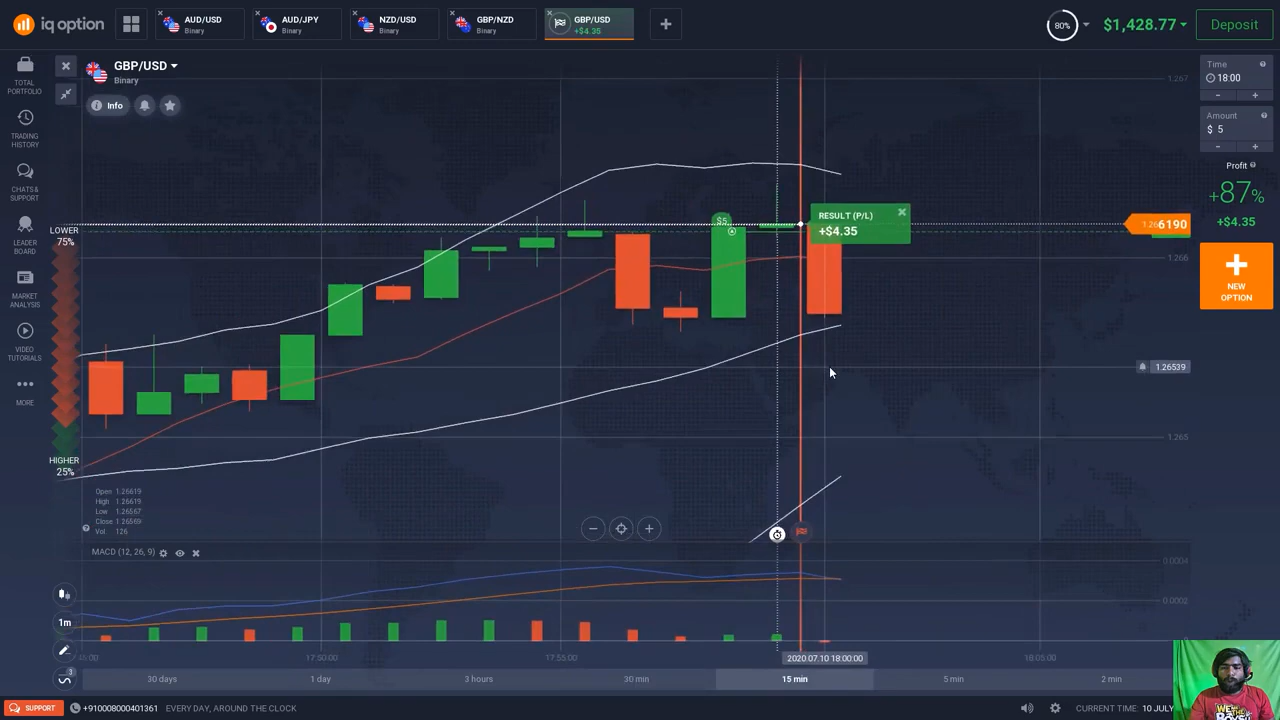 iq option
AUD/USD
Binary
AUD/JPY
Binary
NZD/USD
Binary
GBP/NZD
Binary
GBP/USD
+$4.35
80%
$1,428.77
Deposit
GBP/USD
Binary
Info
TOTAL
PORTFOLIO
TRADING
HISTORY
CHATS &
SUPPORT
LEADER
BOARD
MARKET
ANALYSIS
VIDEO
TUTORIALS
MORE
LOWER
75%
HIGHER
25%
$5
RESULT (P/L)
+$4.35
1.267
1.266190
1.266
1.26539
1.265
Time
18:00
- +
Amount
$ 5
- +
Profit
+87%
+$4.35
NEW
OPTION
Open 1.26619
High 1.26619
Low 1.26567
Close 1.26569
Vol 126
MACD (12, 26, 9)
0.0004
0.0002
1m
3
45:00
17:50:00
17:55:00
2020.07.10 18:00:00
18:05:00
30 days
1 day
3 hours
30 min
15 min
5 min
2 min
SUPPORT
+910008000401361
EVERY DAY, AROUND THE CLOCK
CURRENT TIME: 10 JULY